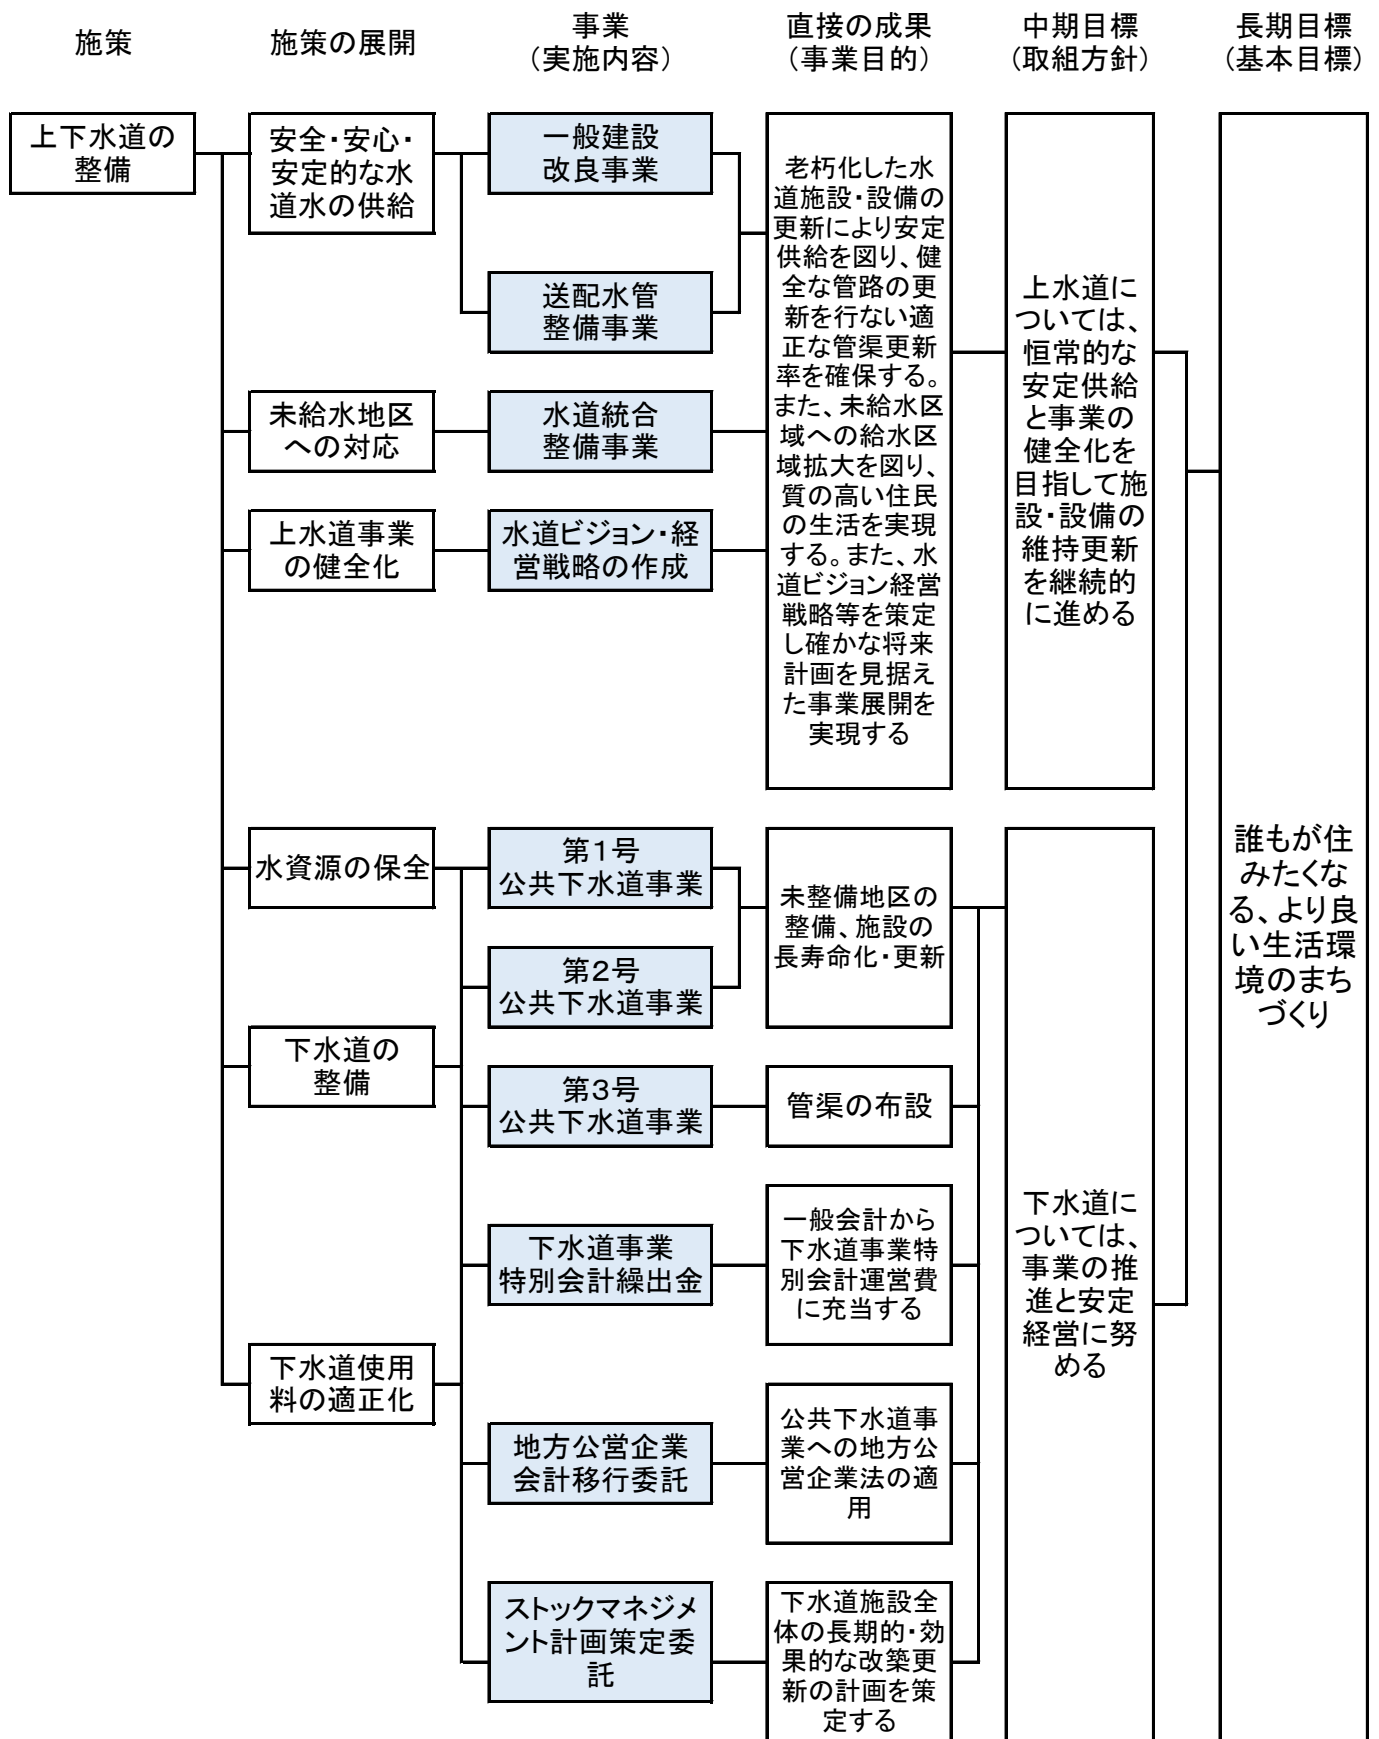 施策
施策の展開
事業
（実施内容）
直接の成果
（事業目的）
中期目標
（取組方針）
長期目標
（基本目標）
上下水道の
整備
安全・安心・
安定的な水
道水の供給
一般建設
改良事業
送配水管
整備事業
未給水地区
への対応
水道統合
整備事業
上水道事業
の健全化
水道ビジョン・経
営戦略の作成
老朽化した水
道施設・設備の
更新により安定
供給を図り、健
全な管路の更
新を行ない適
正な管渠更新
率を確保する。
また、未給水区
域への給水区
域拡大を図り、
質の高い住民
の生活を実現
する。また、水
道ビジョン経営
戦略等を策定
し確かな将来
計画を見据え
た事業展開を
実現する
上水道に
ついては、
恒常的な
安定供給
と事業の
健全化を
目指して施
設・設備の
維持更新
を継続的
に進める
水資源の保全
第１号
公共下水道事業
第２号
公共下水道事業
未整備地区の
整備、施設の
長寿命化・更新
下水道の
整備
第３号
公共下水道事業
管渠の布設
下水道事業
特別会計繰出金
一般会計から
下水道事業特
別会計運営費
に充当する
下水道使用
料の適正化
地方公営企業
会計移行委託
公共下水道事
業への地方公
営企業法の適
用
ストックマネジメ
ント計画策定委
託
下水道施設全
体の長期的・効
果的な改築更
新の計画を策
定する
下水道に
ついては、
事業の推
進と安定
経営に努
める
誰もが住
みたくな
る、より良
い生活環
境のまち
づくり